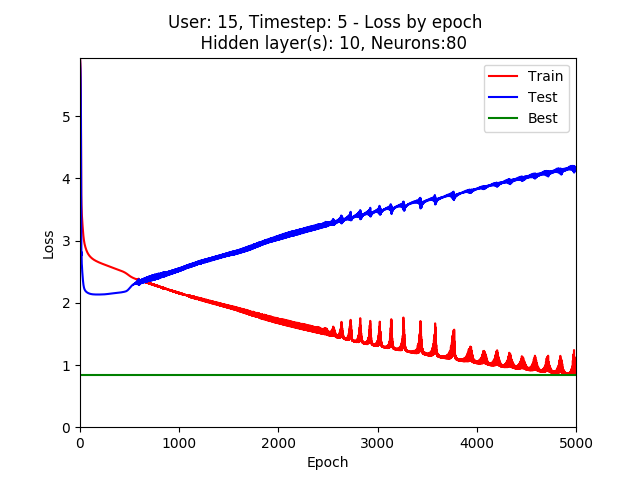 User: 15, Timestep: 5 - Loss by epoch
Hidden layer(s): 10, Neurons:80
Train
Test
Best
5
4
3
2
1
0
Loss
0 1000 2000 3000 4000 5000
Epoch